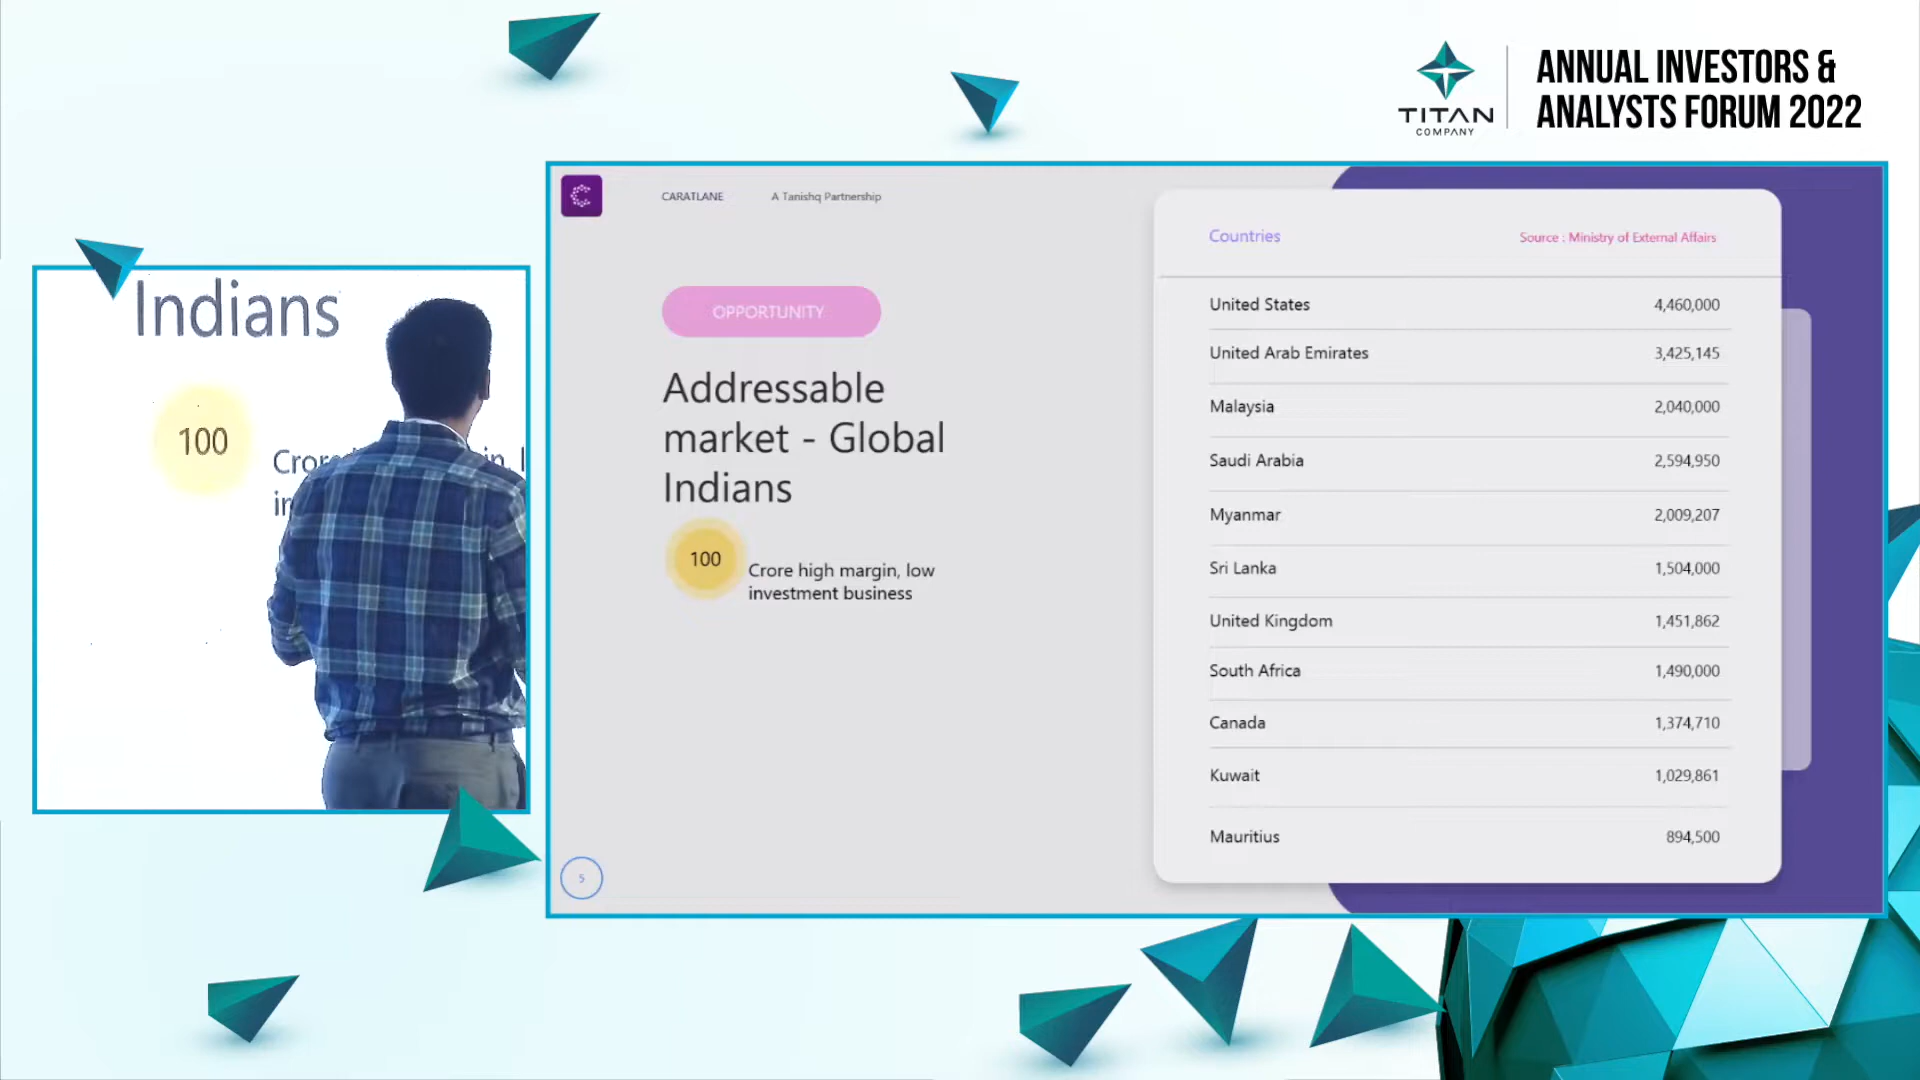 TITAN
COMPANY
ANNUAL INVESTORS &
ANALYSTS FORUM 2022
Indians
100
CARATLANE
A Tanishq Partnership
OPPORTUNITY
Addressable
market - Global
Indians
100
Crore high margin, low
investment business
5
Countries
Source : Ministry of External Affairs
United States 4,460,000
United Arab Emirates 3,425,145
Malaysia 2,040,000
Saudi Arabia 2,594,950
Myanmar 2,009,207
Sri Lanka 1,504,000
United Kingdom 1,451,862
South Africa 1,490,000
Canada 1,374,710
Kuwait 1,029,861
Mauritius 894,500